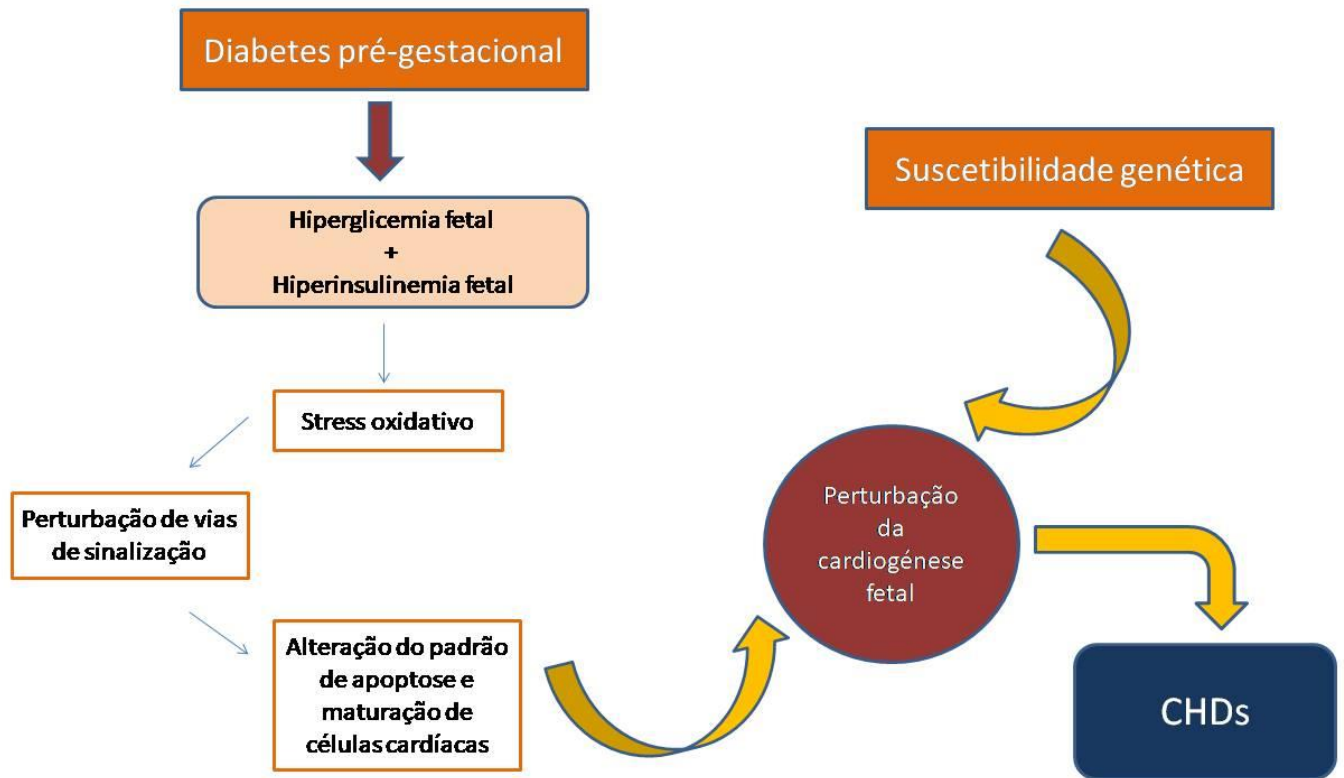 Diabetes pré-gestacional
Suscetibilidade genética
Hiperglicemia fetal
+
Hiperinsulinemia fetal
Stress oxidativo
Perturbação de vias
de sinalização
Alteração do padrão
de apoptose e
maturação de
células cardíacas
Perturbação
da
cardiogénese
fetal
CHDs